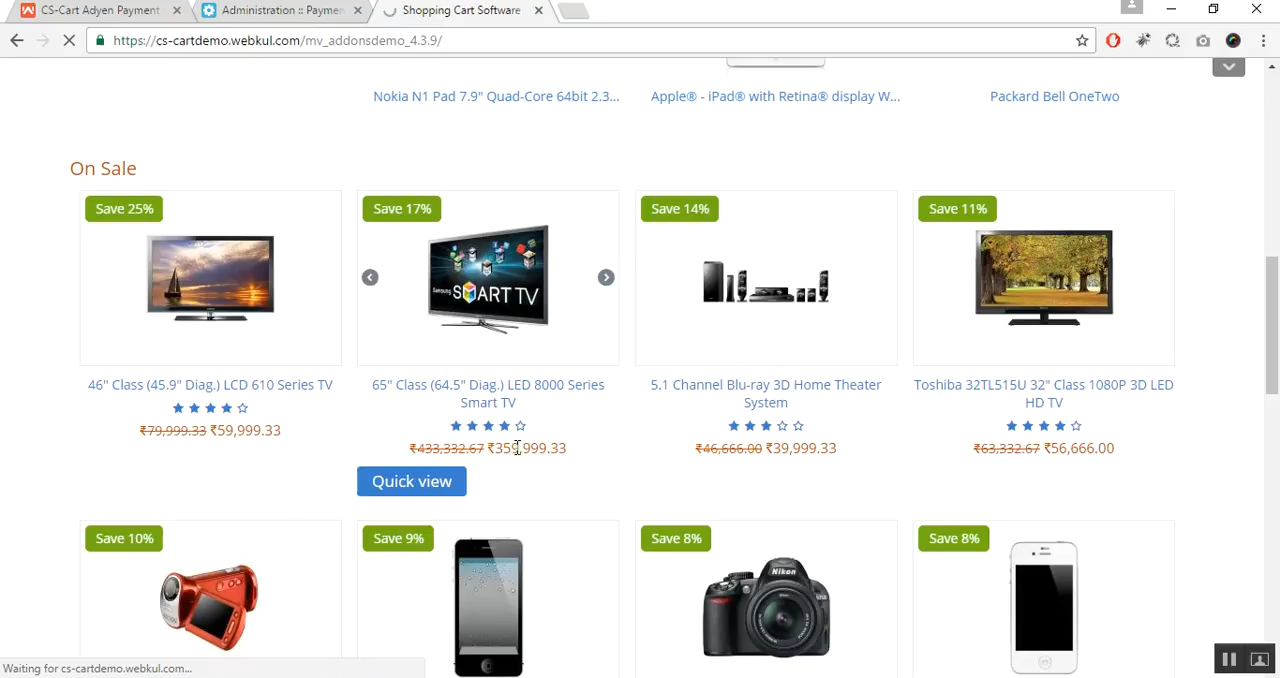 CS-Cart Adyen Payment
Administration :: Paymen
Shopping Cart Software
https://cs-cartdemo.webkul.com/mv_addonsdemo_4.3.9/
Nokia N1 Pad 7.9" Quad-Core 64bit 2.3...
Apple® - iPad® with Retina® display W...
Packard Bell OneTwo
On Sale
Save 25%
Save 17%
Save 14%
Save 11%
SMART TV
46" Class (45.9" Diag.) LCD 610 Series TV
₹79,999.33 ₹59,999.33
65" Class (64.5" Diag.) LED 8000 Series
Smart TV
₹433,332.67 ₹359,999.33
5.1 Channel Blu-ray 3D Home Theater
System
₹46,666.00 ₹39,999.33
Toshiba 32TL515U 32" Class 1080P 3D LED
HD TV
₹63,332.67 ₹56,666.00
Quick view
Save 10%
Save 9%
Save 8%
Save 8%
Nikon
Waiting for cs-cartdemo.webkul.com...